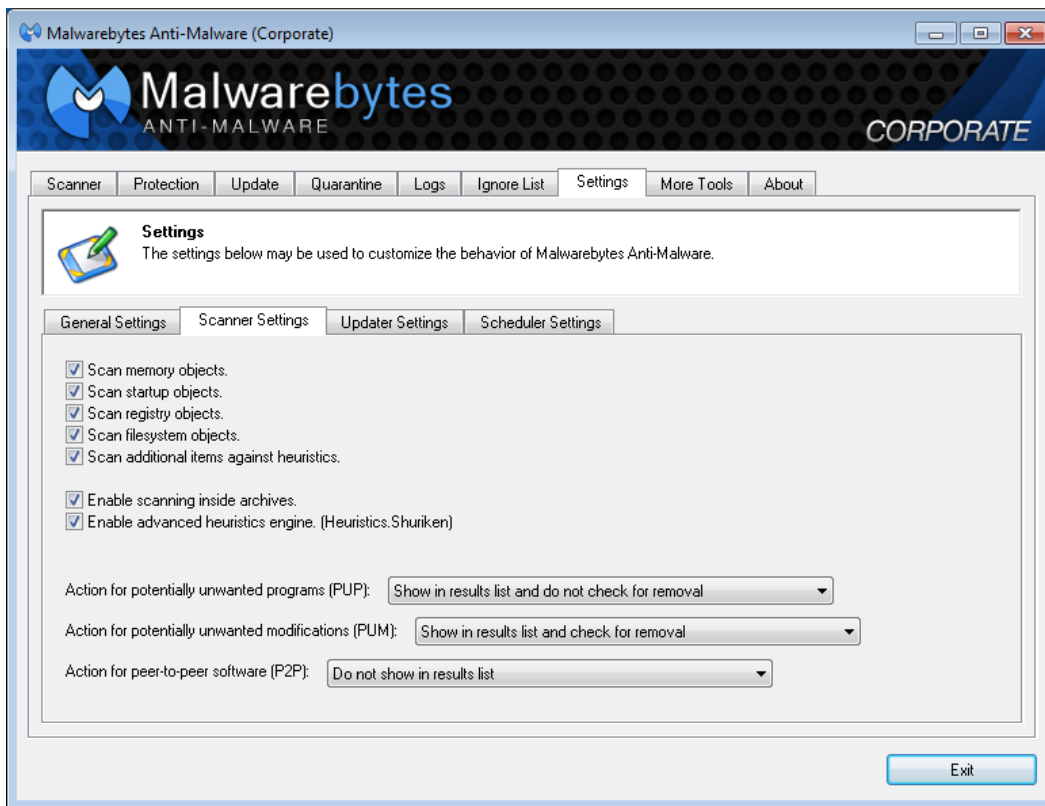 Malwarebytes Anti-Malware (Corporate)
Malwarebytes
ANTI-MALWARE
CORPORATE
Scanner Protection Update Quarantine Logs Ignore List Settings More Tools About
Settings
The settings below may be used to customize the behavior of Malwarebytes Anti-Malware.
General Settings Scanner Settings Updater Settings Scheduler Settings
Scan memory objects.
Scan startup objects.
Scan registry objects.
Scan filesystem objects.
Scan additional items against heuristics.
Enable scanning inside archives.
Enable advanced heuristics engine. (Heuristics.Shuriken)
Action for potentially unwanted programs (PUP): Show in results list and do not check for removal
Action for potentially unwanted modifications (PUM): Show in results list and check for removal
Action for peer-to-peer software (P2P): Do not show in results list
Exit